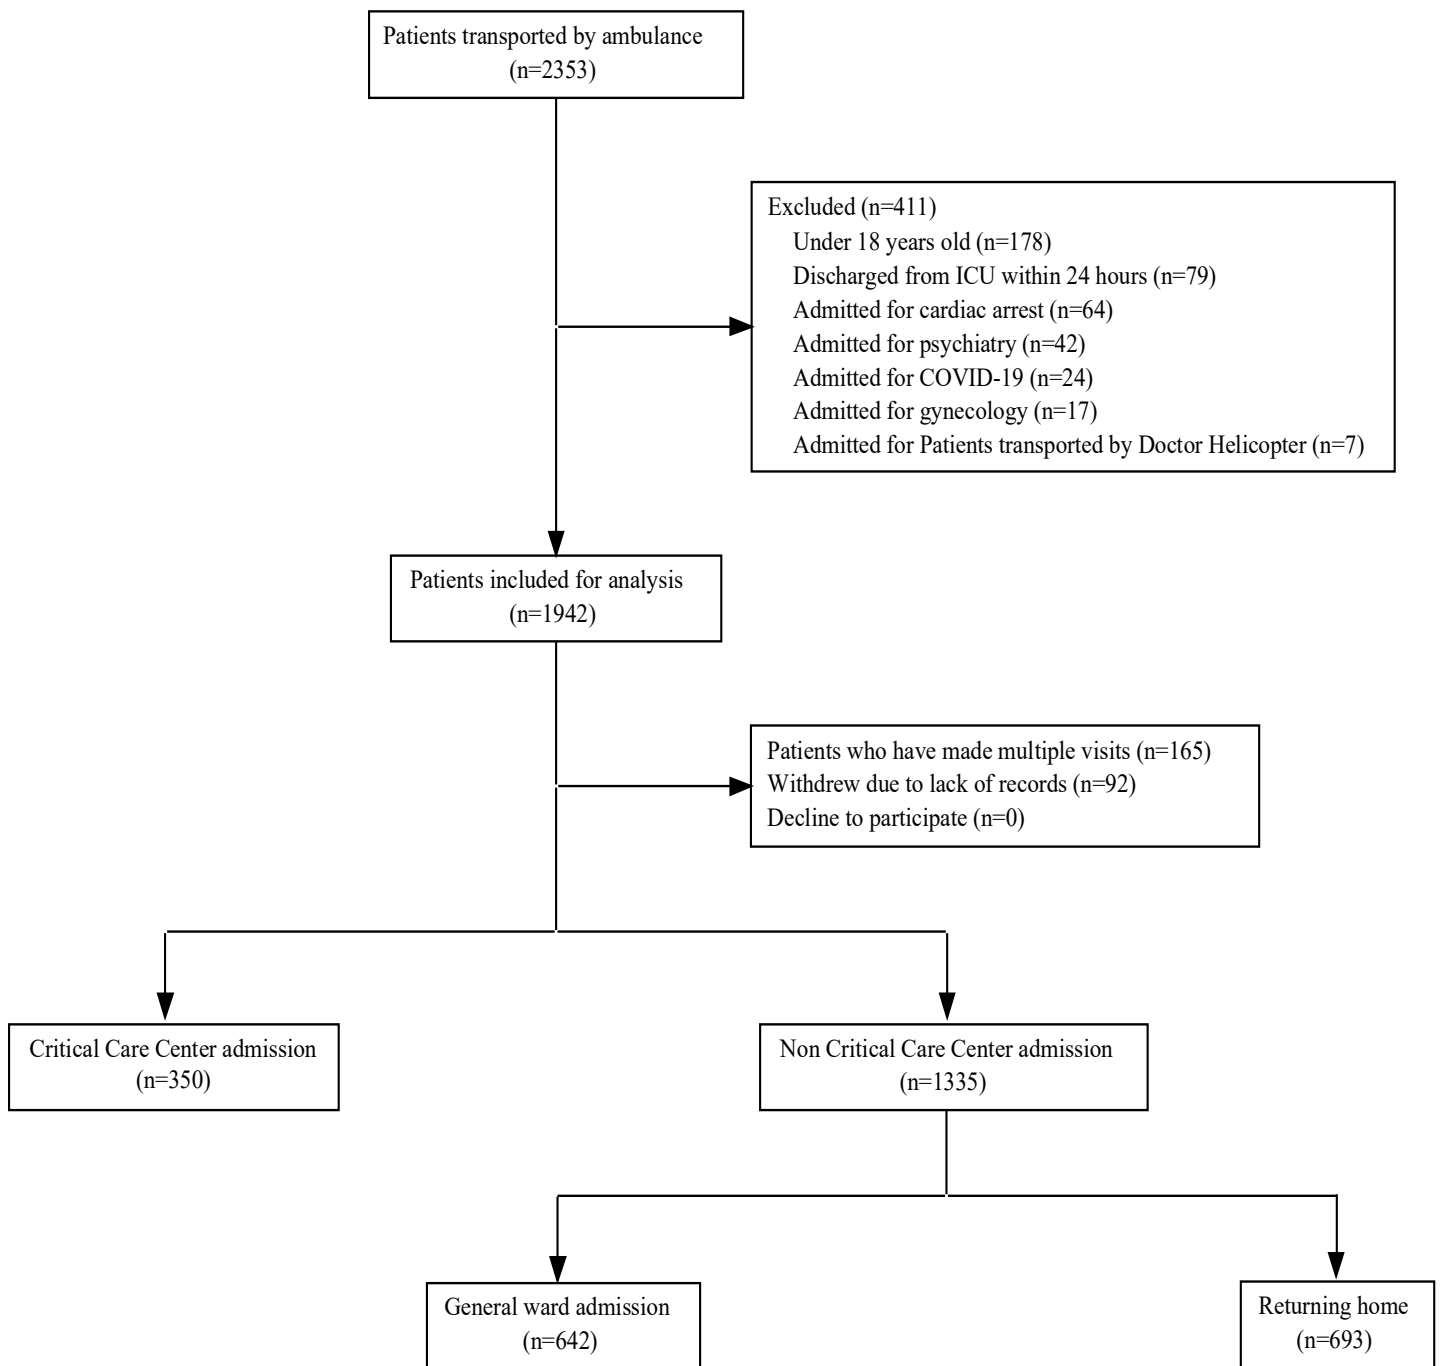 Patients transported by ambulance
(n=2353)
Excluded (n=411)
Under 18 years old (n=178)
Discharged from ICU within 24 hours (n=79)
Admitted for cardiac arrest (n=64)
Admitted for psychiatry (n=42)
Admitted for COVID-19 (n=24)
Admitted for gynecology (n=17)
Admitted for Patients transported by Doctor Helicopter (n=7)
Patients included for analysis
(n=1942)
Patients who have made multiple visits (n=165)
Withdrew due to lack of records (n=92)
Decline to participate (n=0)
Critical Care Center admission
(n=350)
Non Critical Care Center admission
(n=1335)
General ward admission
(n=642)
Returning home
(n=693)